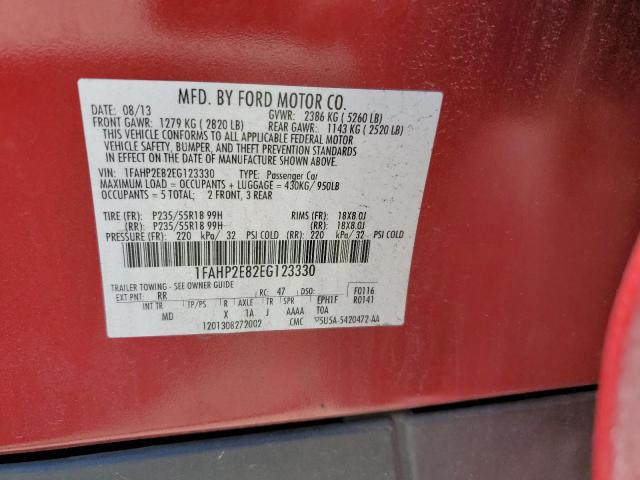 MFD. BY FORD MOTOR CO.
DATE: 08/13 GVWR: 2386 KG ( 5260 LB)
FRONT GAWR: 1279 KG ( 2820 LB) REAR GAWR: 1143 KG ( 2520 LB)
THIS VEHICLE CONFORMS TO ALL APPLICABLE FEDERAL MOTOR
VEHICLE SAFETY, BUMPER, AND THEFT PREVENTION STANDARDS
IN EFFECT ON THE DATE OF MANUFACTURE SHOWN ABOVE.
VIN: 1FAHP2E82EG123330 TYPE: Passenger Car
MAXIMUM LOAD = OCCUPANTS + LUGGAGE = 430KG/ 950LB
OCCUPANTS = 5 TOTAL; 2 FRONT, 3 REAR
TIRE (FR): P235/55R18 99H RIMS (FR): 18X8.0J
(RR): P235/55R18 99H (RR): 18X8.0J
PRESSURE (FR): 220 kPa/ 32 PSI COLD (RR): 220 kPa/ 32 PSI COLD
1FAHP2E82EG123330
TRAILER TOWING - SEE OWNER GUIDE
EXT PNT: RR RC: 47 DSO: F0116
INT TR TP/PS R AXLE TR SPR EPH1F R0141
MD X 1A J AAAA TOA
1201308272002 CMC 5U5A-5420472-AA